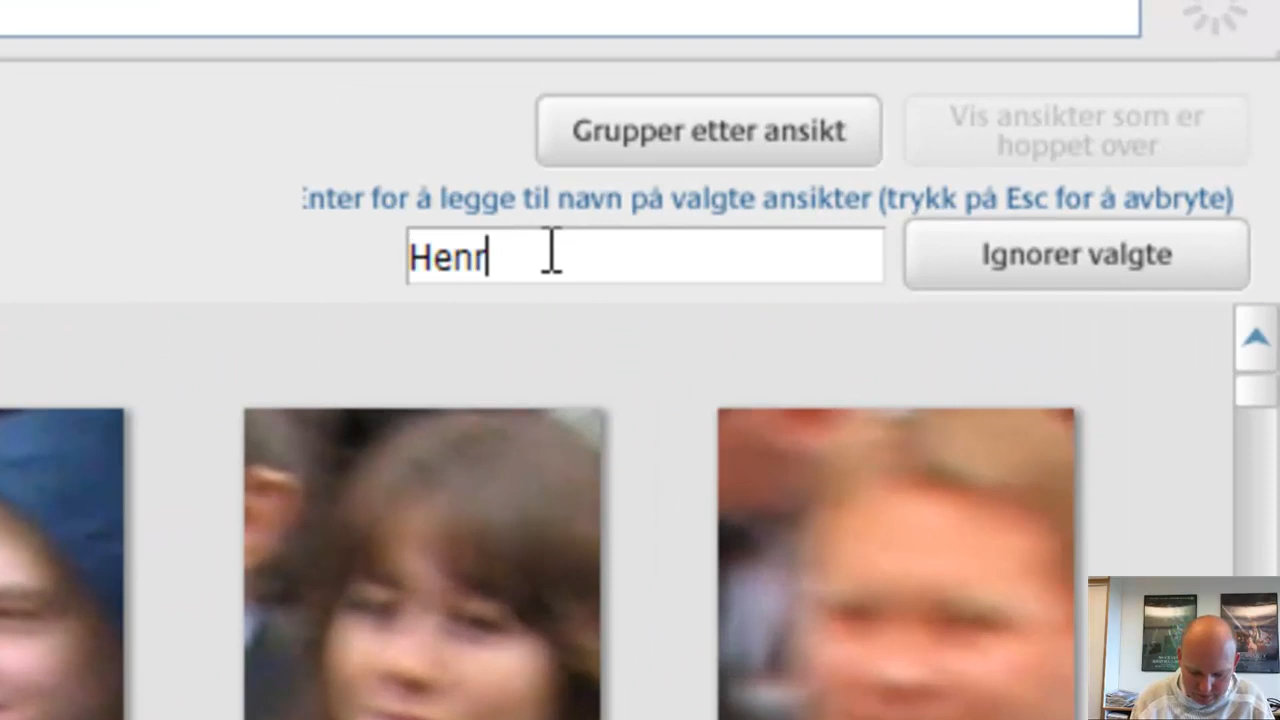 Grupper etter ansikt
Vis ansikter som er
hoppet over
nter for å legge til navn på valgte ansikter (trykk på Esc for å avbryte)
Henr
Ignorer valgte